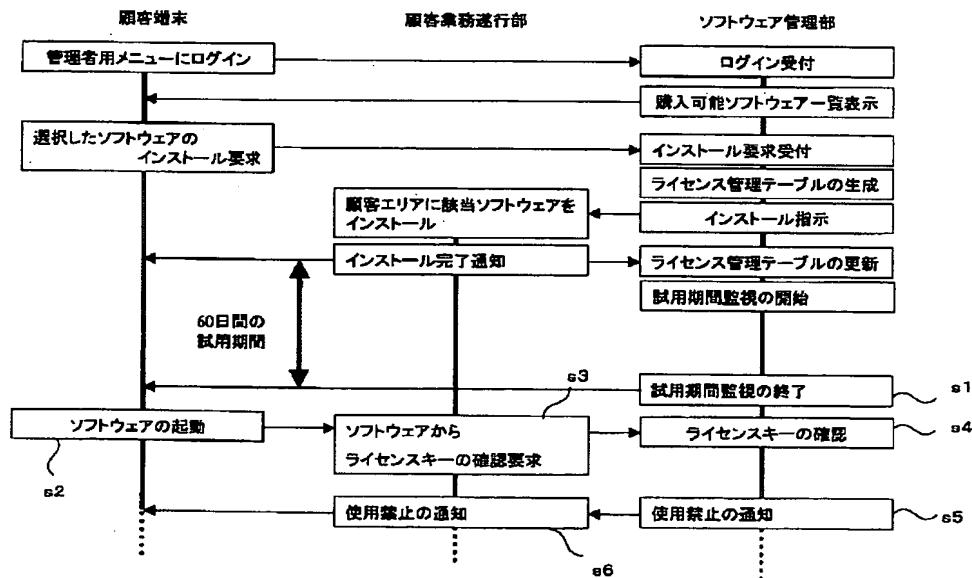 顧客端末
顧客業務遂行部
ソフトウェア管理部
管理者用メニューにログイン
ログイン受付
購入可能ソフトウェア一覧表示
選択したソフトウェアの
インストール要求
インストール要求受付
ライセンス管理テーブルの生成
顧客エリアに該当ソフトウェアを
インストール
インストール指示
インストール完了通知
ライセンス管理テーブルの更新
試用期間監視の開始
60日間の
試用期間
s3
試用期間監視の終了
s1
ソフトウェアの起動
ソフトウェアから
ライセンスキーの確認要求
ライセンスキーの確認
s4
s2
使用禁止の通知
使用禁止の通知
s5
s6